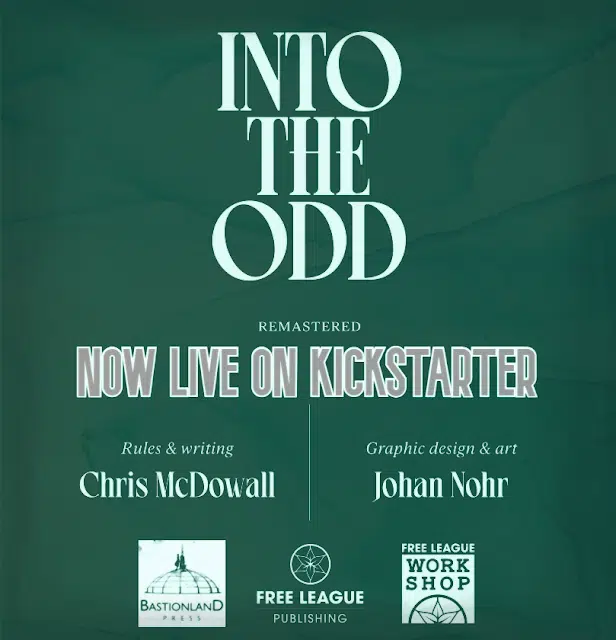 INTO
THE
ODD
REMASTERED
NOW LIVE ON KICKSTARTER
Rules & writing
Chris McDowall
Graphic design & art
Johan Nohr
BASTIONLAND
PRESS
FREE LEAGUE
PUBLISHING
FREE LEAGUE
WORK
SHOP